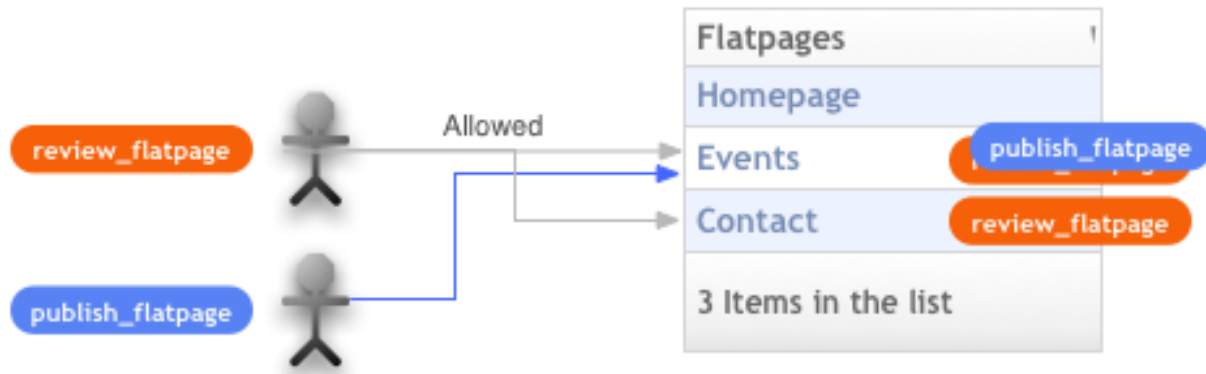 Flatpages
Homepage
Allowed
review_flatpage
Events
publish_flatpage
Contact
review_flatpage
publish_flatpage
3 Items in the list